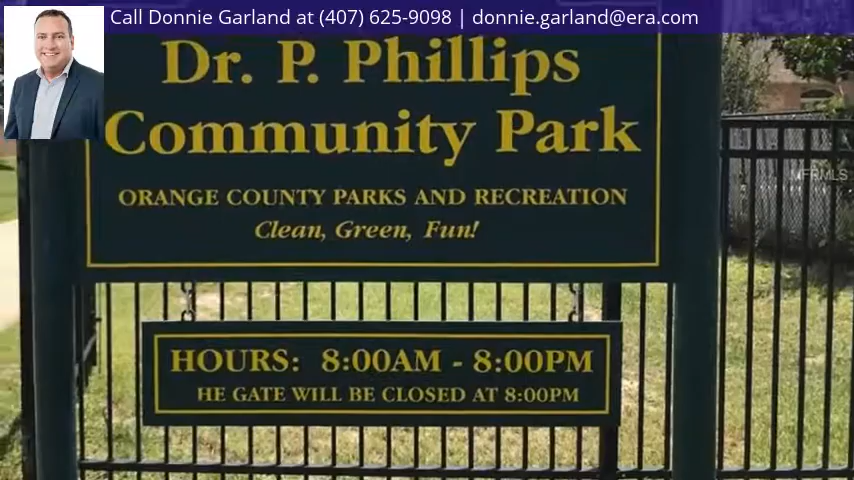 Call Donnie Garland at (407) 625-9098 | donnie.garland@era.com
Dr. P. Phillips
Community Park
ORANGE COUNTY PARKS AND RECREATION
Clean, Green, Fun!
MFRMLS
HOURS: 8:00AM - 8:00PM
HE GATE WILL BE CLOSED AT 8:00PM